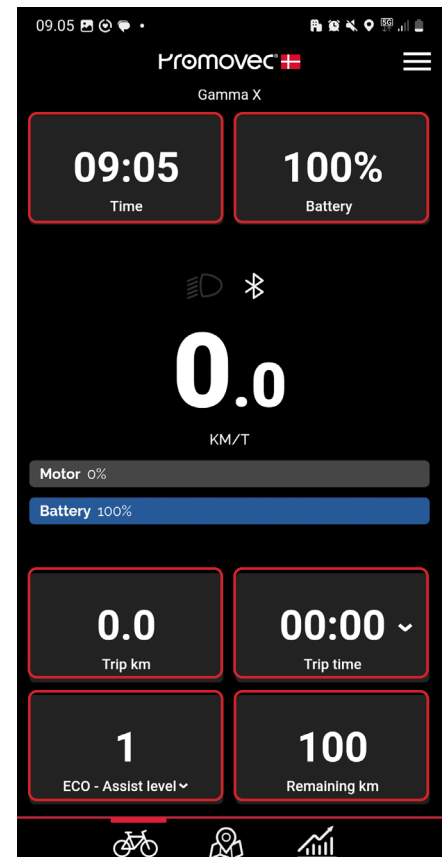 09.05
5G
Promovec
Gamma X
09:05
100%
Time
Battery
0.0
KM/T
Motor 0%
Battery 100%
0.0
00:00
Trip km
Trip time
1
100
ECO - Assist level
Remaining km